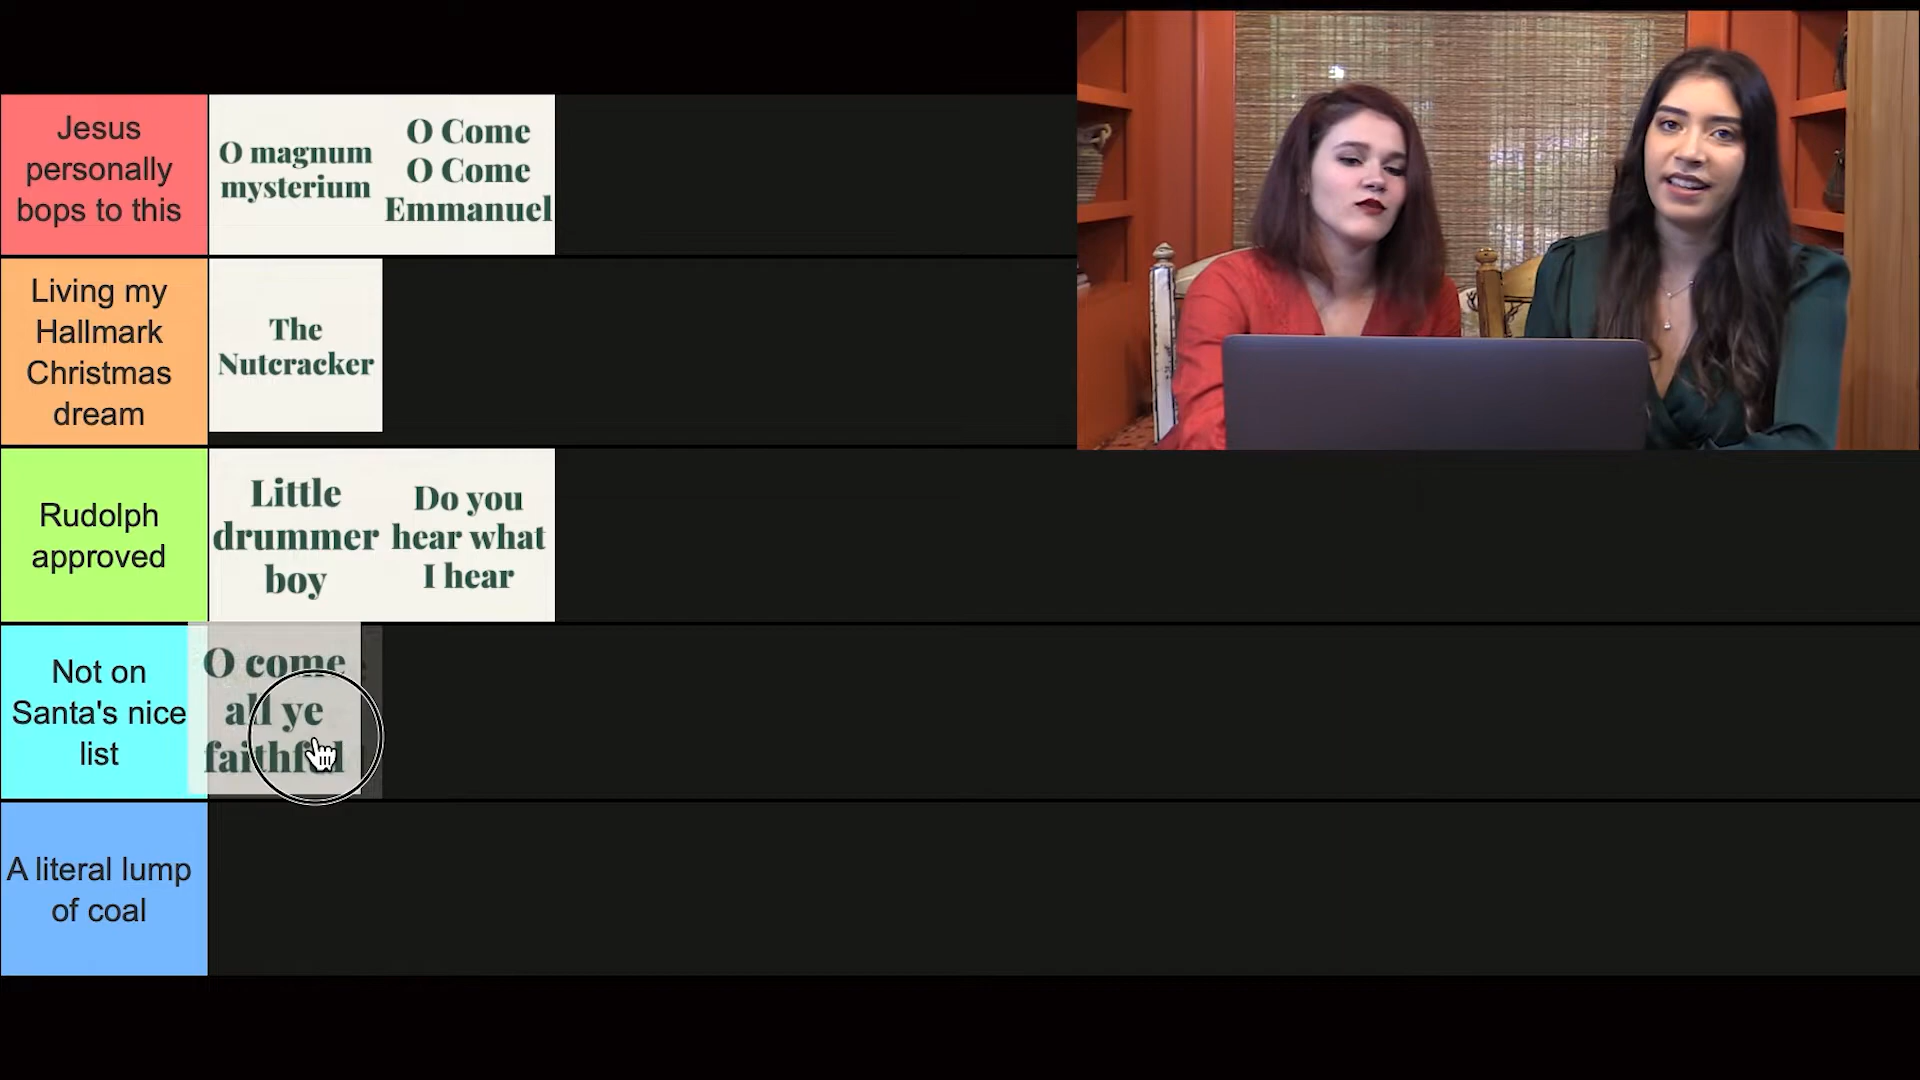 Jesus
personally
bops to this
O magnum
mysterium
O Come
O Come
Emmanuel
Living my
Hallmark
Christmas
dream
The
Nutcracker
Rudolph
approved
Little
drummer
boy
Do you
hear what
I hear
Not on
Santa's nice
list
O come
all ye
faithful
A literal lump
of coal